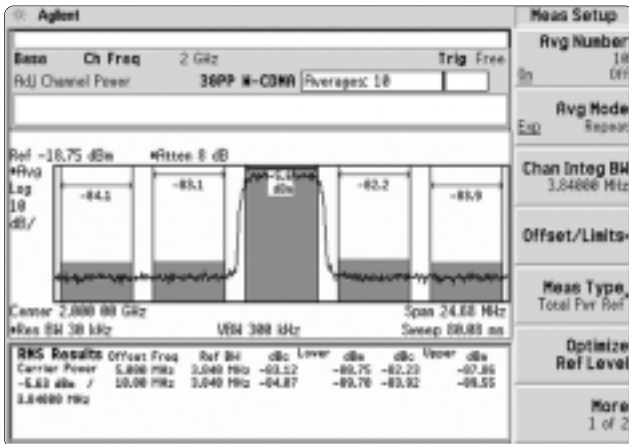 Agilent
Meas Setup
Base Ch Freq 2 GHz Trig Free
Adj Channel Power 3GPP W-CDMA Averages: 10
Avg Number
10
On Off
Avg Mode
Exp Repeat
Chan Integ BW
3.84000 MHz
Offset/Limits
Meas Type
Total Pwr Ref
Optimize
Ref Level
More
1 of 2
Ref -18.75 dBm #Atten 8 dB
#Avg
Log
10
dB/
-84.1 -83.1 dBm -82.2 -83.9
Center 2.000 00 GHz Span 24.68 MHz
#Res BW 30 kHz VBW 300 kHz Sweep 80.08 ms
RMS Results Offset Freq Ref BW dBc Lower dBm dBc Upper dBm
Carrier Power 5.000 MHz 3.840 MHz -83.12 -88.75 -82.23 -87.86
-5.63 dBm / 10.00 MHz 3.840 MHz -84.07 -89.70 -83.92 -89.55
3.84000 MHz